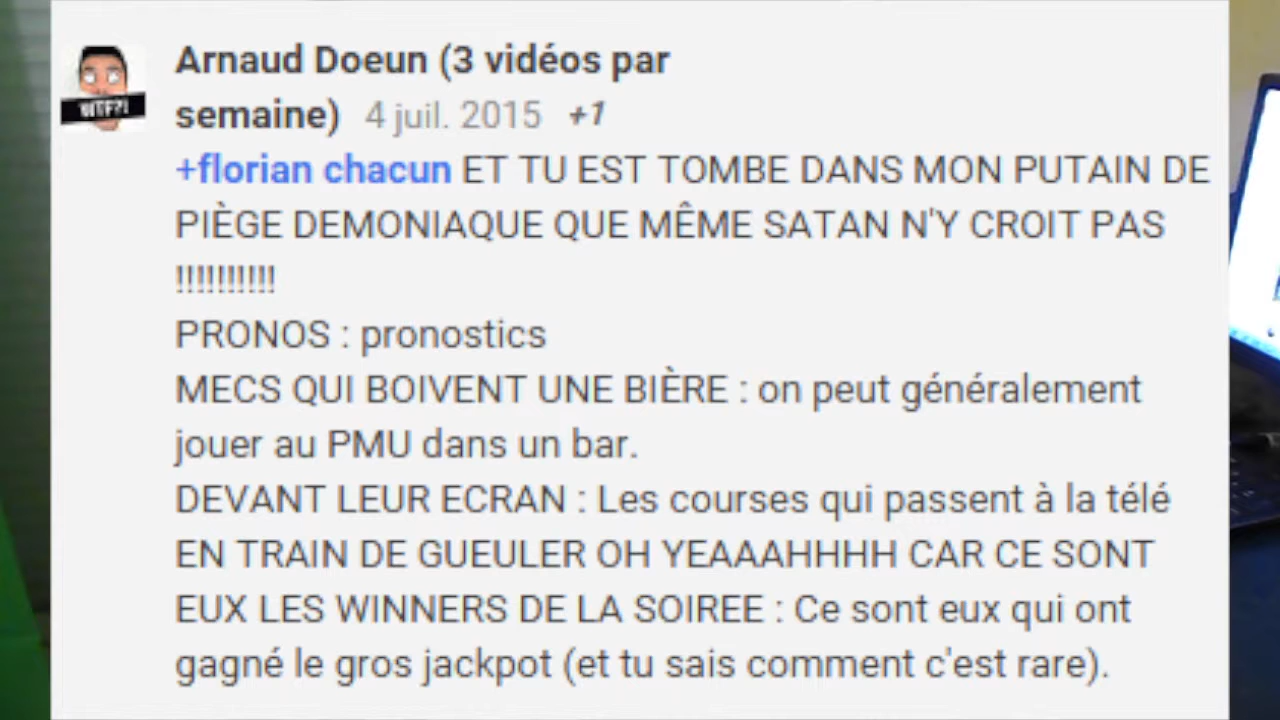 Arnaud Doeun (3 vidéos par
semaine) 4 juil. 2015 +1
+florian chacun ET TU EST TOMBE DANS MON PUTAIN DE
PIÈGE DEMONIAQUE QUE MÊME SATAN N'Y CROIT PAS
!!!!!!!!!!
PRONOS : pronostics
MECS QUI BOIVENT UNE BIÈRE : on peut généralement
jouer au PMU dans un bar.
DEVANT LEUR ECRAN : Les courses qui passent à la télé
EN TRAIN DE GUEULER OH YEAAAHHHH CAR CE SONT
EUX LES WINNERS DE LA SOIREE : Ce sont eux qui ont
gagné le gros jackpot (et tu sais comment c'est rare).
WTF?!